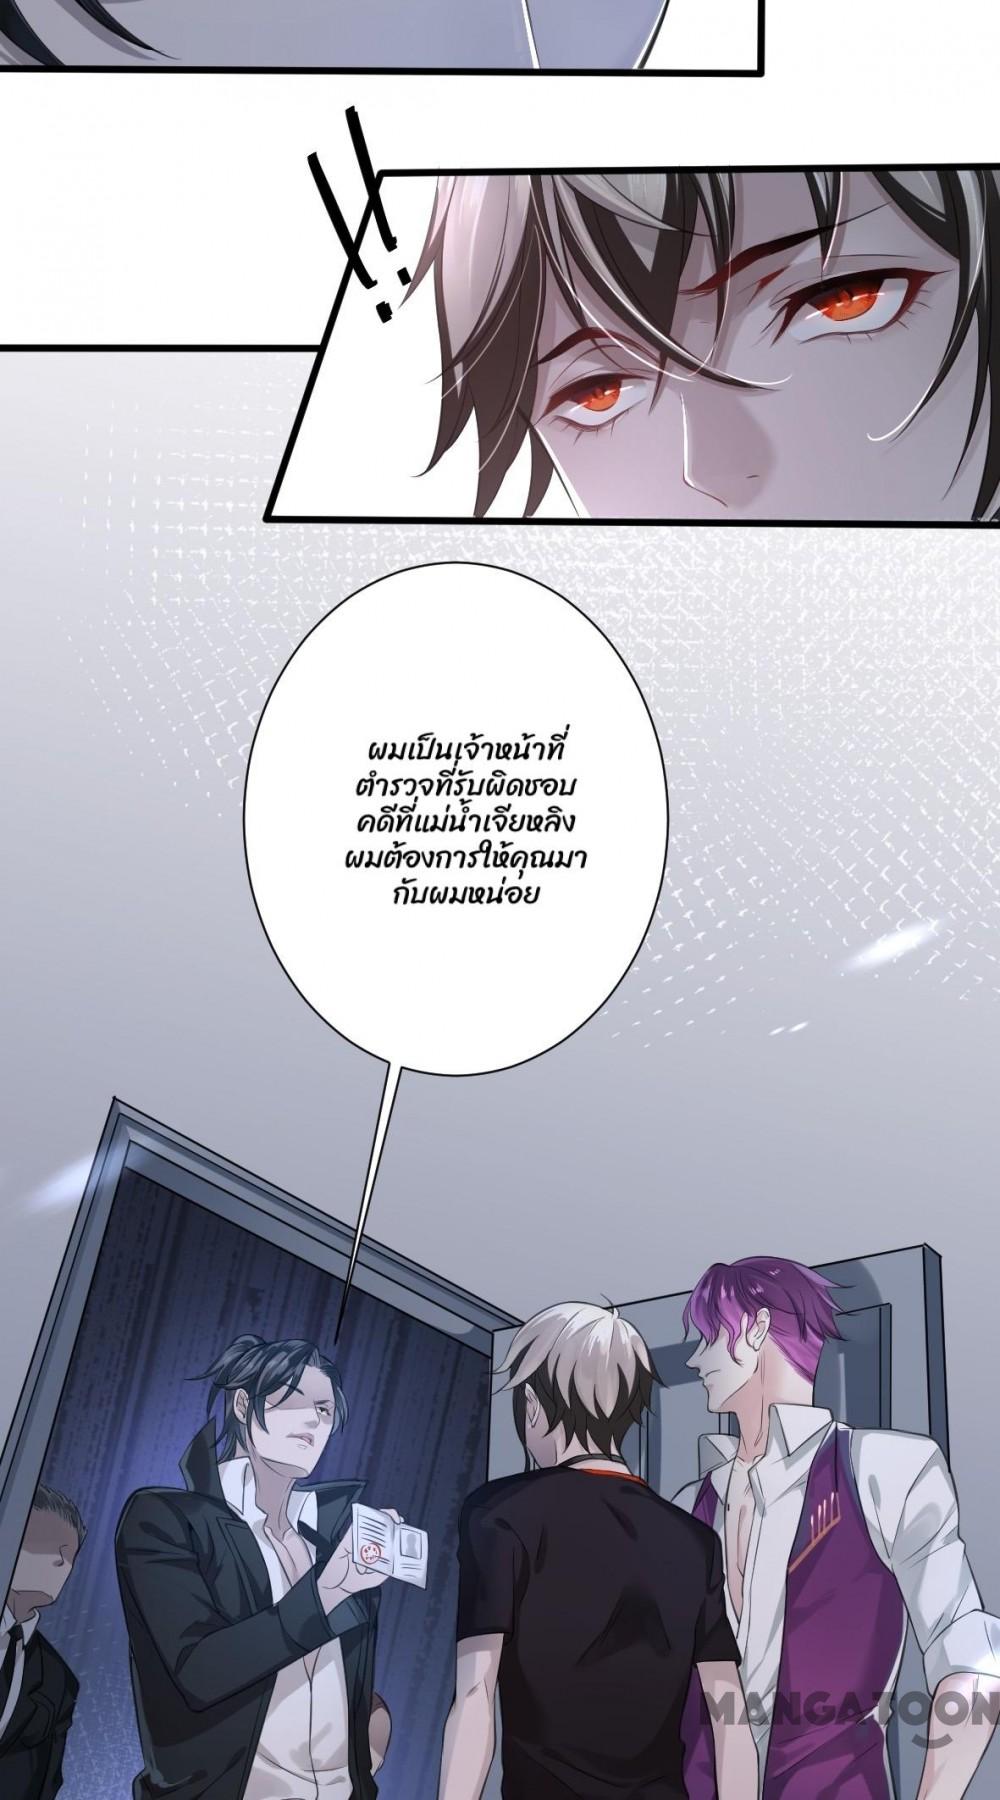 ผมเป็นเจ้าหน้าที่
ตำรวจที่รับผิดชอบ
คดีที่แม่น้ำเจียหลิง
ผมต้องการให้คุณมา
กับผมหน่อย
MANGATOON